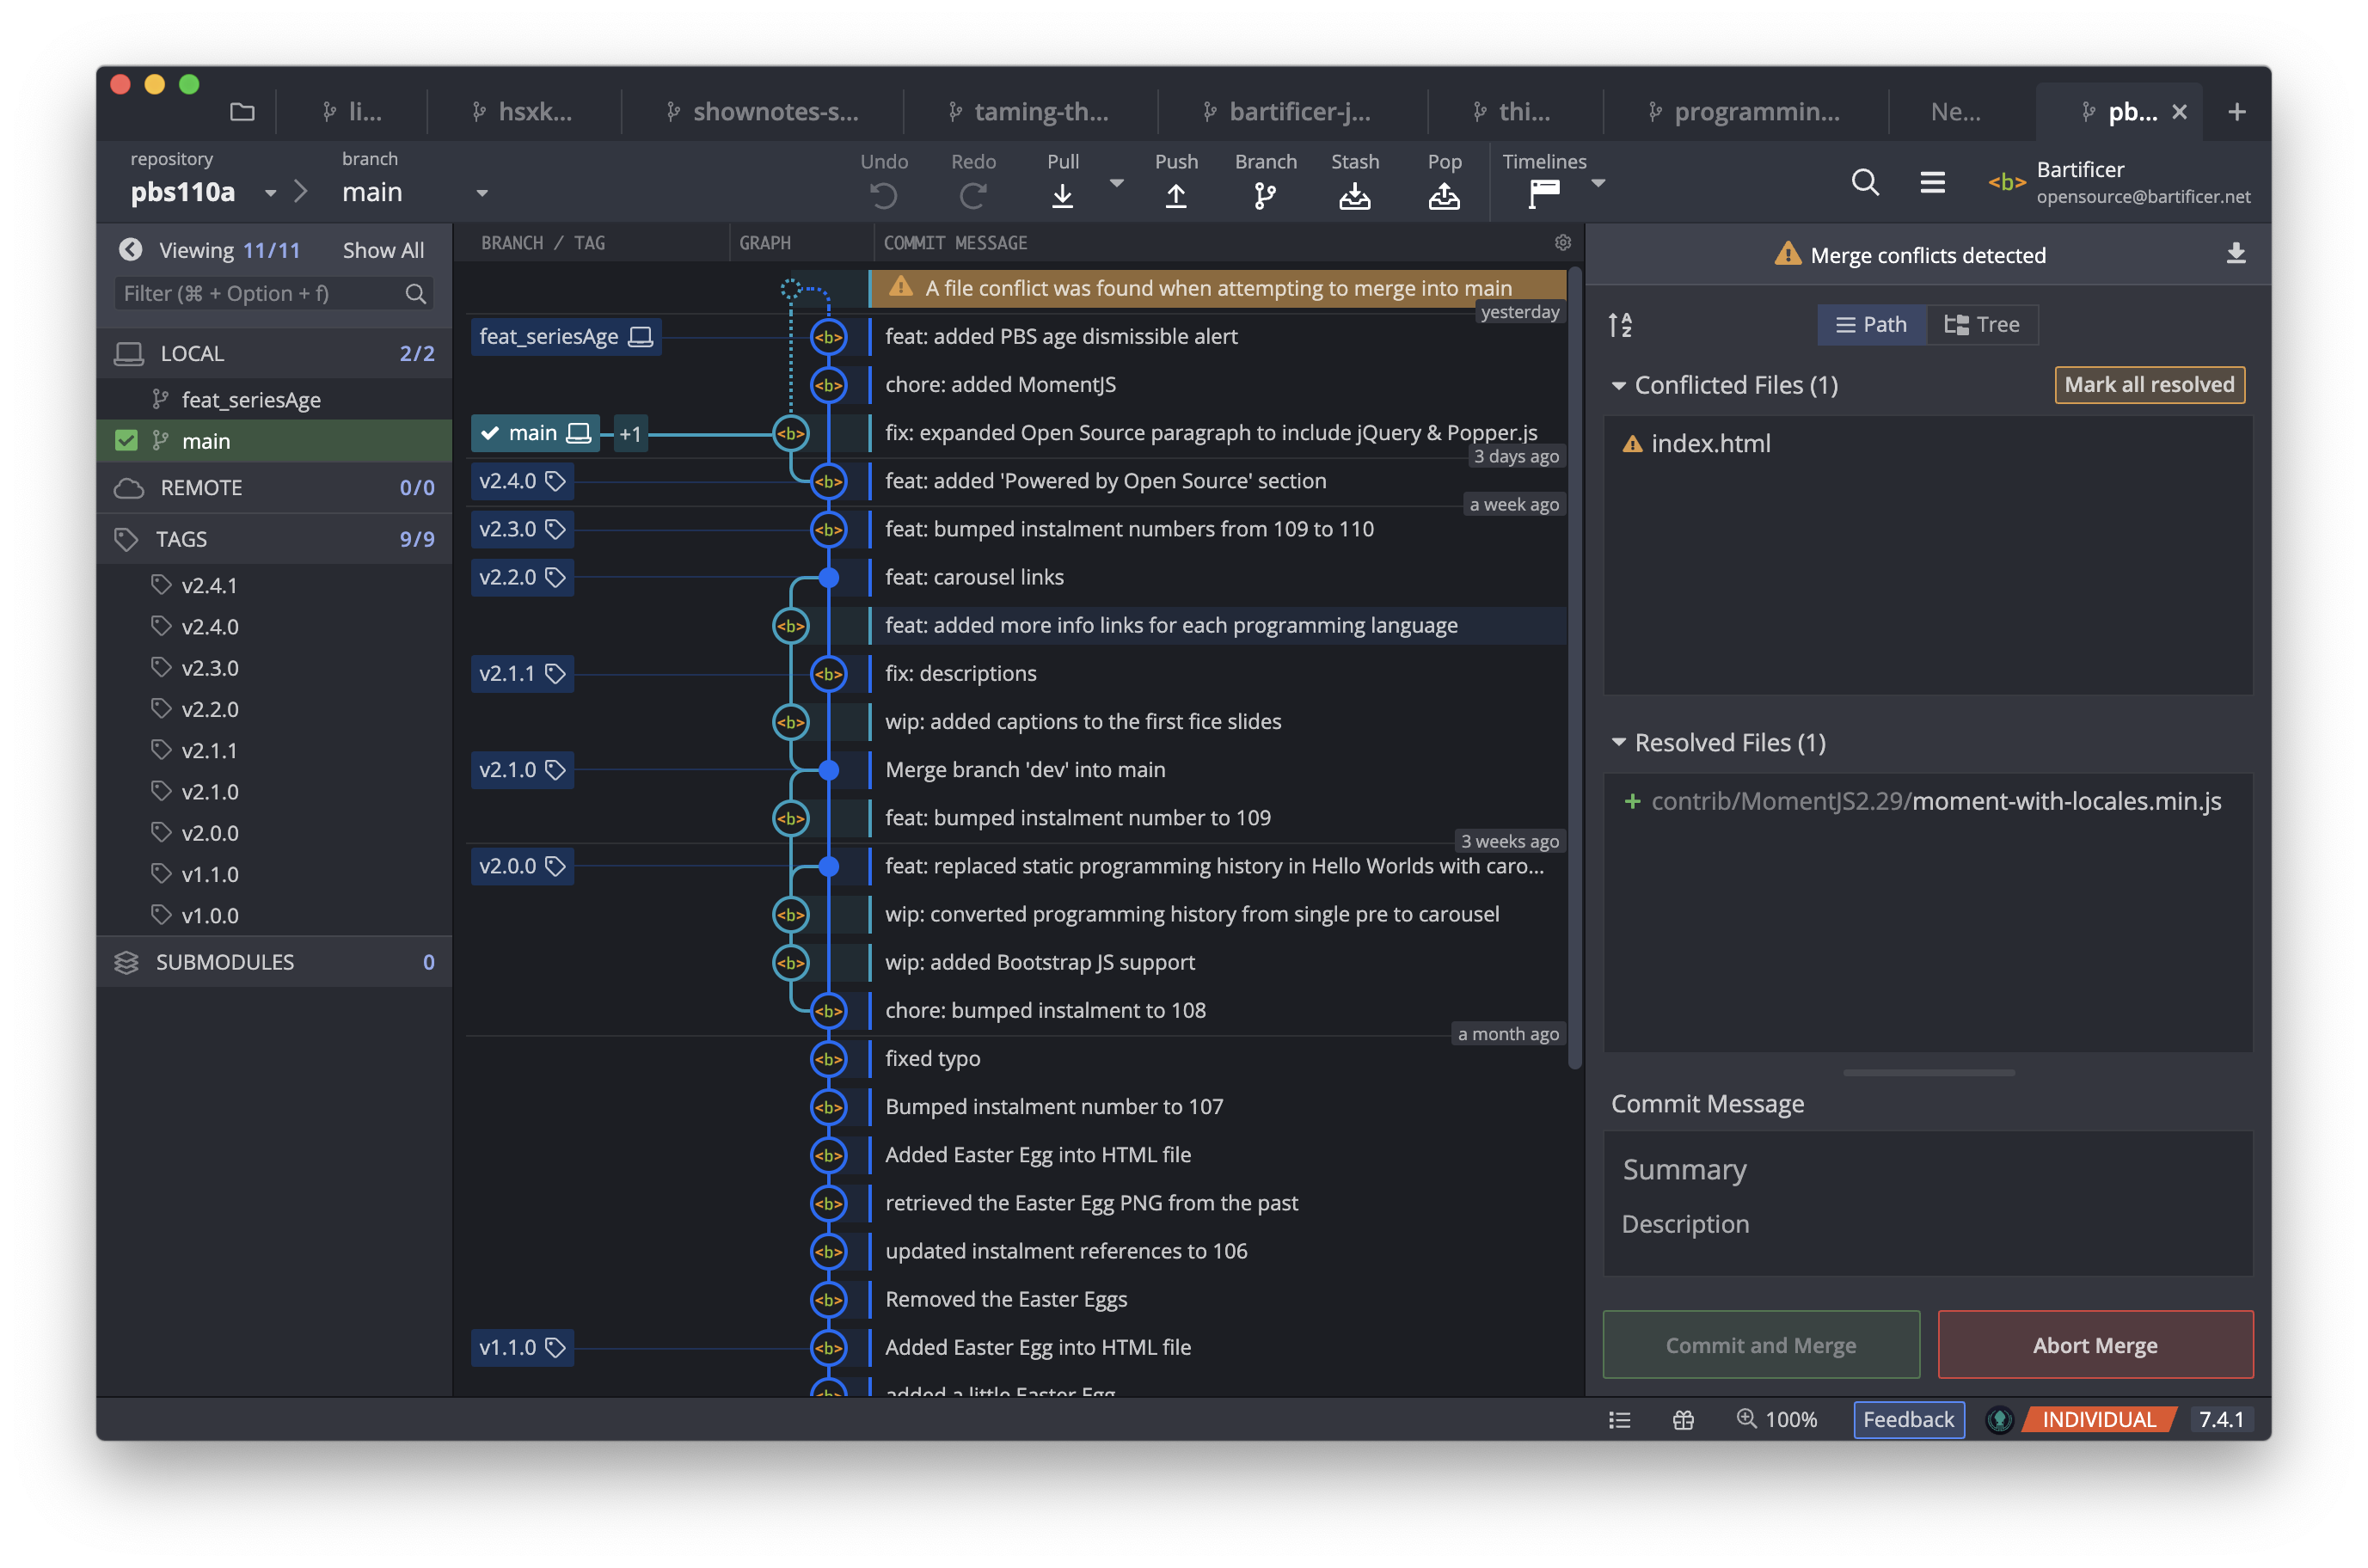 li...
hsxk...
shownotes-s...
taming-th...
bartificer-j...
thi...
programmin...
Ne...
pb...
repository
pbs110a
branch
main
Undo
Redo
Pull
Push
Branch
Stash
Pop
Timelines
<b>
Bartificer
opensource@bartificer.net
Viewing 11/11
Show All
Filter (⌘ + Option + f)
LOCAL 2/2
feat_seriesAge
main
REMOTE 0/0
TAGS 9/9
v2.4.1
v2.4.0
v2.3.0
v2.2.0
v2.1.1
v2.1.0
v2.0.0
v1.1.0
v1.0.0
SUBMODULES 0
BRANCH / TAG
GRAPH
COMMIT MESSAGE
A file conflict was found when attempting to merge into main
yesterday
feat_seriesAge <b> feat: added PBS age dismissible alert
<b> chore: added MomentJS
main +1 <b> fix: expanded Open Source paragraph to include jQuery & Popper.js
3 days ago
v2.4.0 <b> feat: added 'Powered by Open Source' section
a week ago
v2.3.0 <b> feat: bumped instalment numbers from 109 to 110
v2.2.0 feat: carousel links
<b> feat: added more info links for each programming language
v2.1.1 <b> fix: descriptions
<b> wip: added captions to the first fice slides
v2.1.0 Merge branch 'dev' into main
<b> feat: bumped instalment number to 109
3 weeks ago
v2.0.0 feat: replaced static programming history in Hello Worlds with caro...
<b> wip: converted programming history from single pre to carousel
<b> wip: added Bootstrap JS support
<b> chore: bumped instalment to 108
a month ago
<b> fixed typo
<b> Bumped instalment number to 107
<b> Added Easter Egg into HTML file
<b> retrieved the Easter Egg PNG from the past
<b> updated instalment references to 106
<b> Removed the Easter Eggs
v1.1.0 <b> Added Easter Egg into HTML file
<b> added a little Easter Egg
Merge conflicts detected
A Z
Path
Tree
Conflicted Files (1)
Mark all resolved
index.html
Resolved Files (1)
contrib/MomentJS2.29/moment-with-locales.min.js
Commit Message
Summary
Description
Commit and Merge
Abort Merge
100%
Feedback
INDIVIDUAL
7.4.1